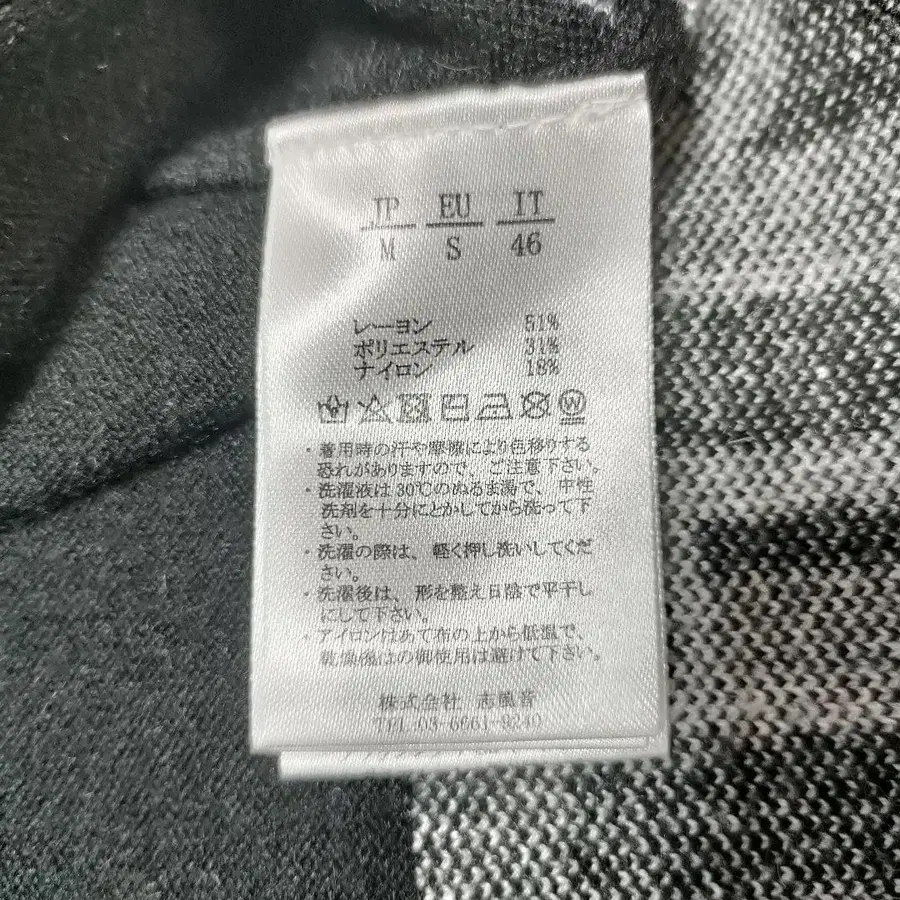 JP EU IT
M S 46
レーヨン 51%
ポリエステル 31%
ナイロン 18%
W
・着用時の汗や摩擦により色移りする
恐れがありますので、ご注意下さい。
・洗濯液は30℃のぬるま湯で、中性
洗剤を十分にとかしてから洗って下
さい。
・洗濯の際は、軽く押し洗いしてくだ
さい。
・洗濯後は、形を整え日陰で平干し
にして下さい。
・アイロンはあて布の上から低温で、
乾燥後はの御使用は避けて下さい。
株式会社 志風音
TEL.03-6661-9240